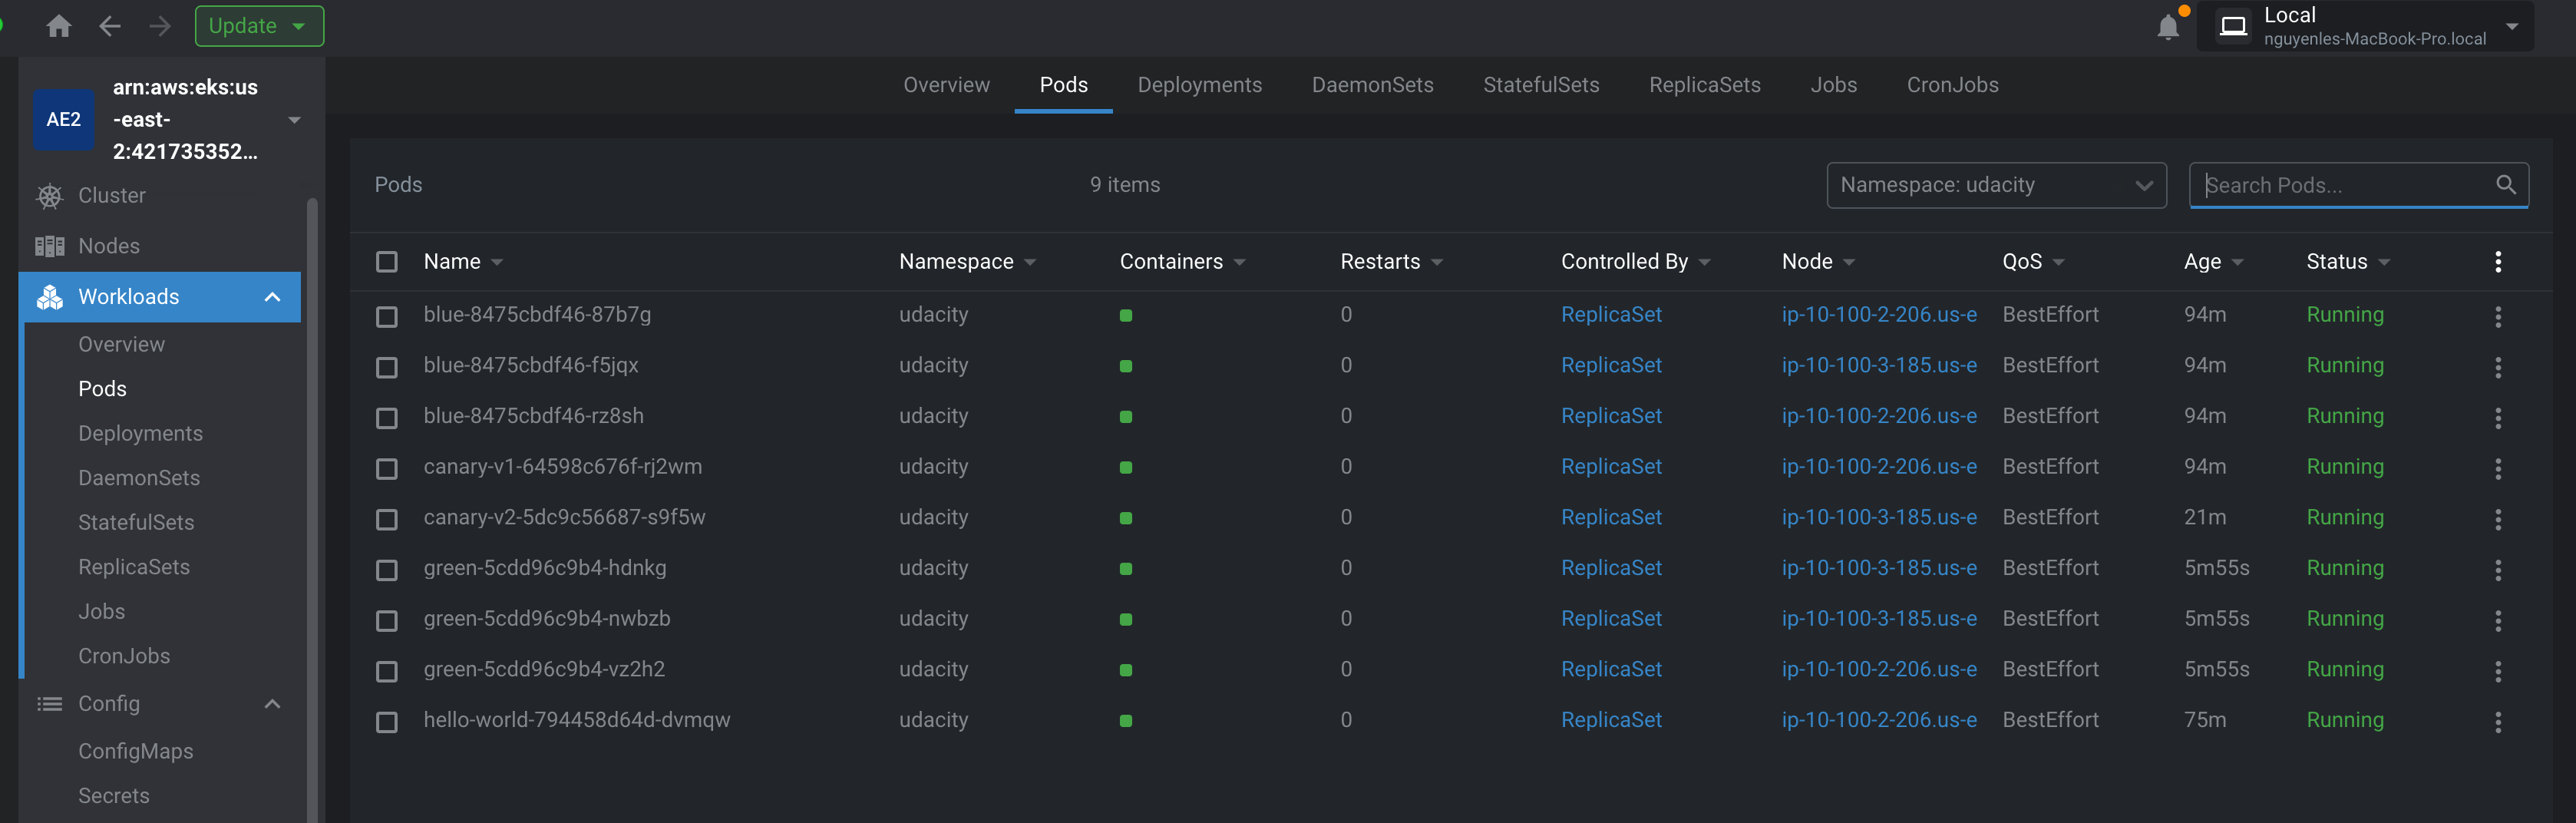 Update
Local
nguyenles-MacBook-Pro.local
AE2
arn:aws:eks:us
-east-
2:421735352...
Cluster
Nodes
Workloads
Overview
Pods
Deployments
DaemonSets
StatefulSets
ReplicaSets
Jobs
CronJobs
Config
ConfigMaps
Secrets
Overview Pods Deployments DaemonSets StatefulSets ReplicaSets Jobs CronJobs
Pods 9 items Namespace: udacity Search Pods...
Name Namespace Containers Restarts Controlled By Node QoS Age Status
blue-8475cbdf46-87b7g udacity 0 ReplicaSet ip-10-100-2-206.us-e BestEffort 94m Running
blue-8475cbdf46-f5jqx udacity 0 ReplicaSet ip-10-100-3-185.us-e BestEffort 94m Running
blue-8475cbdf46-rz8sh udacity 0 ReplicaSet ip-10-100-2-206.us-e BestEffort 94m Running
canary-v1-64598c676f-rj2wm udacity 0 ReplicaSet ip-10-100-2-206.us-e BestEffort 94m Running
canary-v2-5dc9c56687-s9f5w udacity 0 ReplicaSet ip-10-100-3-185.us-e BestEffort 21m Running
green-5cdd96c9b4-hdnkg udacity 0 ReplicaSet ip-10-100-3-185.us-e BestEffort 5m55s Running
green-5cdd96c9b4-nwbzb udacity 0 ReplicaSet ip-10-100-3-185.us-e BestEffort 5m55s Running
green-5cdd96c9b4-vz2h2 udacity 0 ReplicaSet ip-10-100-2-206.us-e BestEffort 5m55s Running
hello-world-794458d64d-dvmqw udacity 0 ReplicaSet ip-10-100-2-206.us-e BestEffort 75m Running